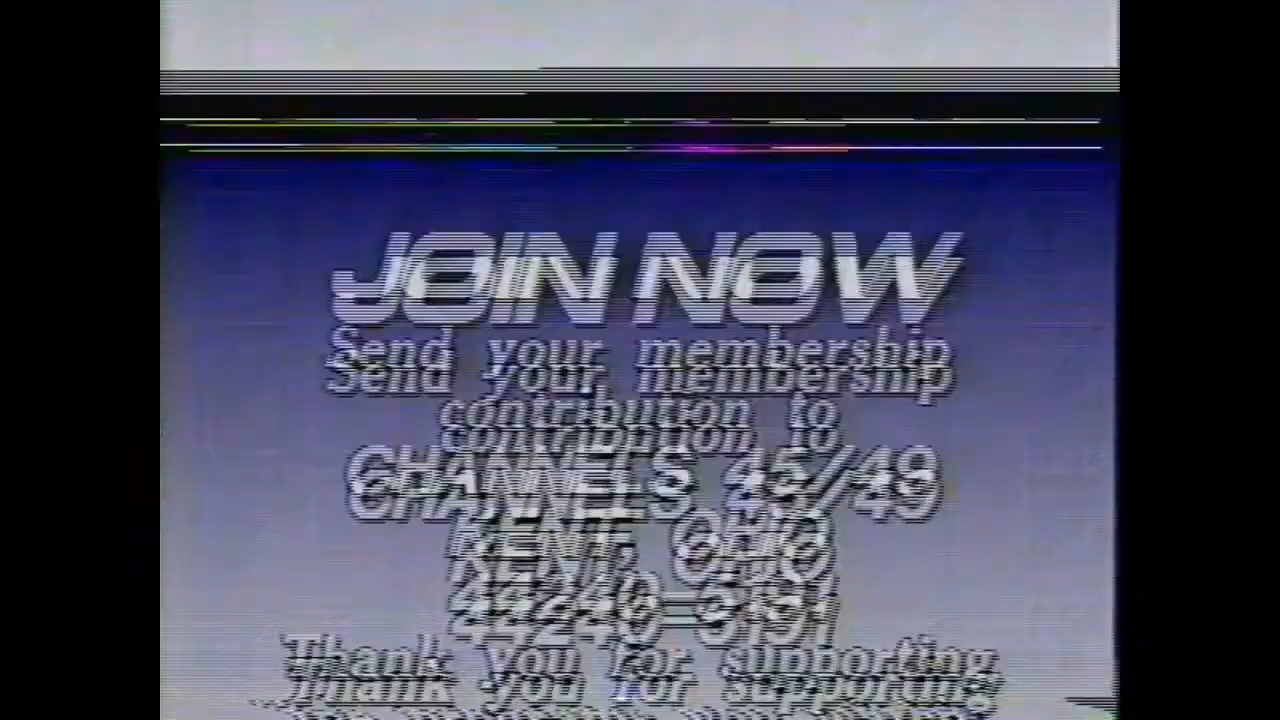 JOIN NOW
Send your membership
contribution to
CHANNELS 45/49
KENT, OHIO
44240-5191
Thank you for supporting